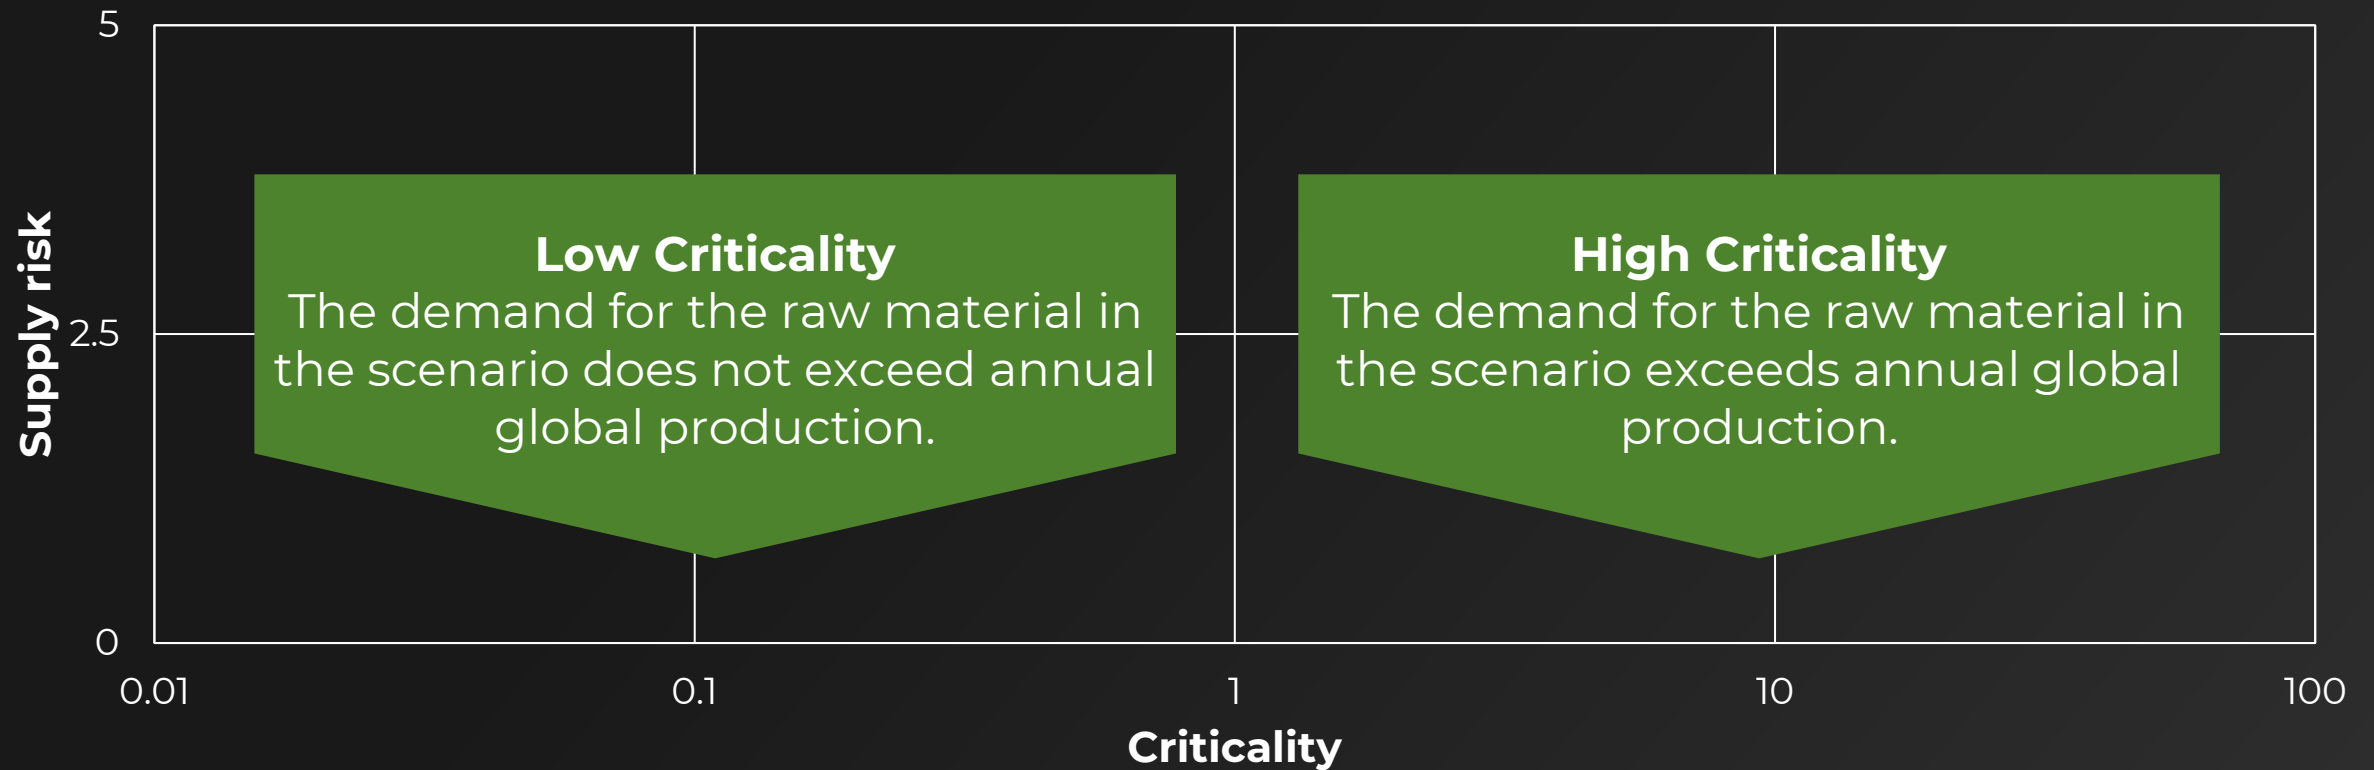 5
2.5
0
Supply risk
Low Criticality
The demand for the raw material in
the scenario does not exceed annual
global production.
High Criticality
The demand for the raw material in
the scenario exceeds annual global
production.
0.01
0.1
1
10
100
Criticality